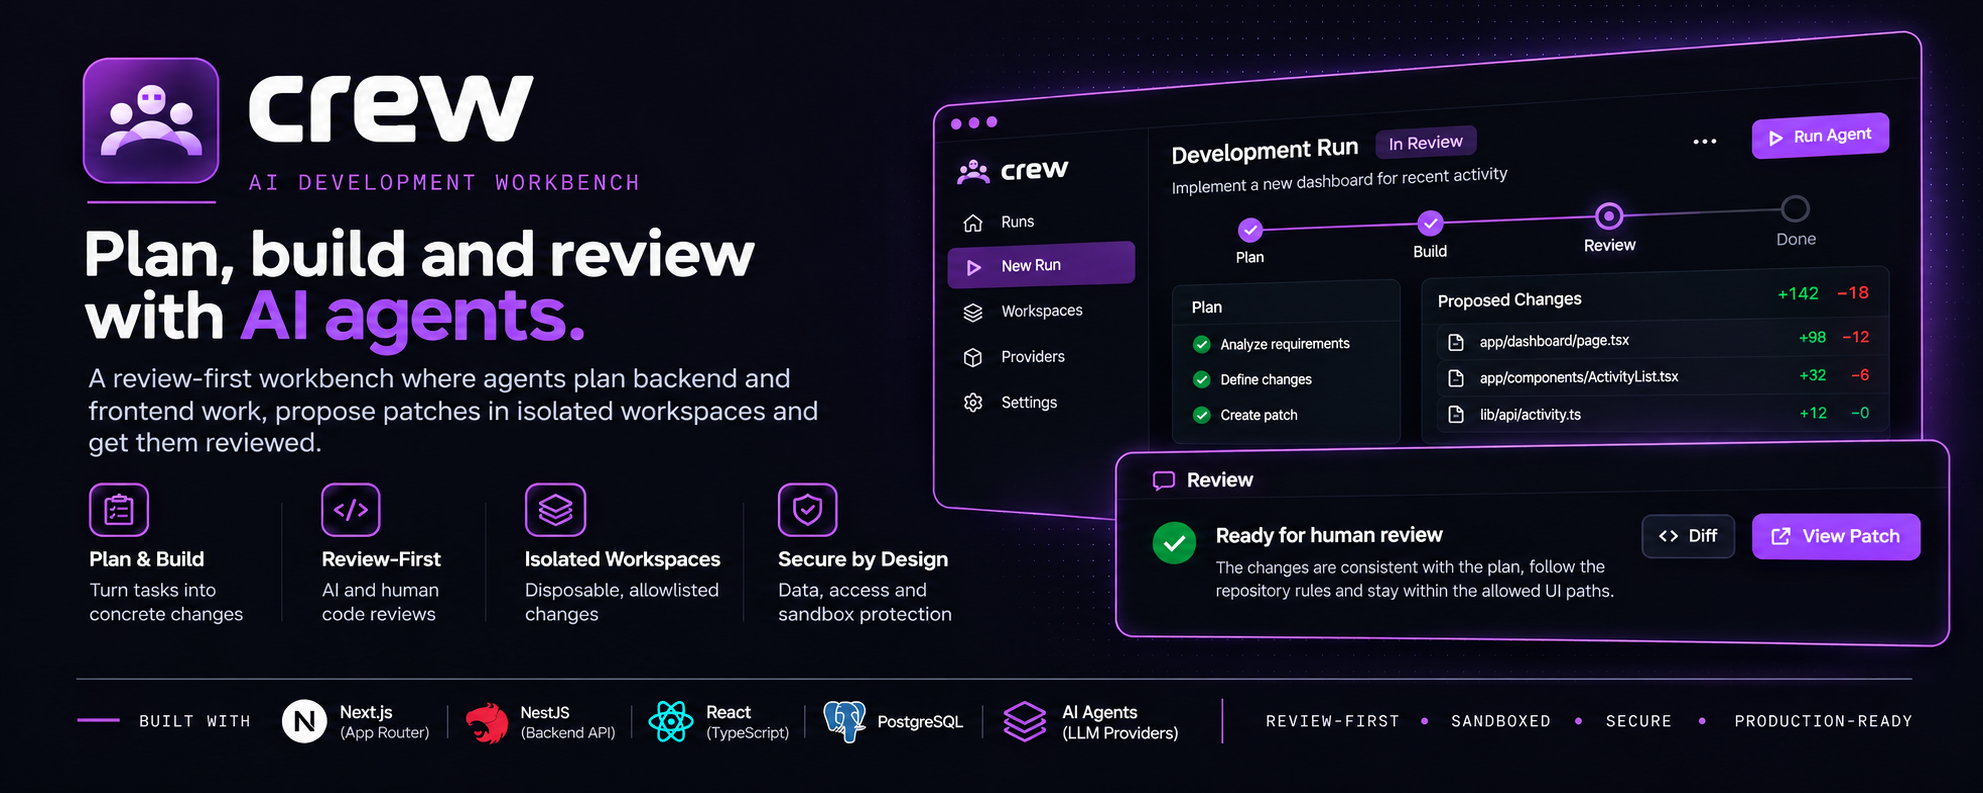 crew
AI DEVELOPMENT WORKBENCH
Plan, build and review
with AI agents.
A review-first workbench where agents plan backend and
frontend work, propose patches in isolated workspaces and
get them reviewed.
Plan & Build
Turn tasks into
concrete changes
Review-First
AI and human
code reviews
Isolated Workspaces
Disposable, allowlisted
changes
Secure by Design
Data, access and
sandbox protection
crew
Runs
New Run
Workspaces
Providers
Settings
Development Run
In Review
Run Agent
Implement a new dashboard for recent activity
Plan
Build
Review
Done
Plan
Analyze requirements
Define changes
Create patch
Proposed Changes +142 −18
app/dashboard/page.tsx +98 −12
app/components/ActivityList.tsx +32 −6
lib/api/activity.ts +12 −0
Review
Ready for human review
The changes are consistent with the plan, follow the
repository rules and stay within the allowed UI paths.
<> Diff
View Patch
BUILT WITH
N
Next.js
(App Router)
NestJS
(Backend API)
React
(TypeScript)
PostgreSQL
AI Agents
(LLM Providers)
REVIEW-FIRST • SANDBOXED • SECURE • PRODUCTION-READY